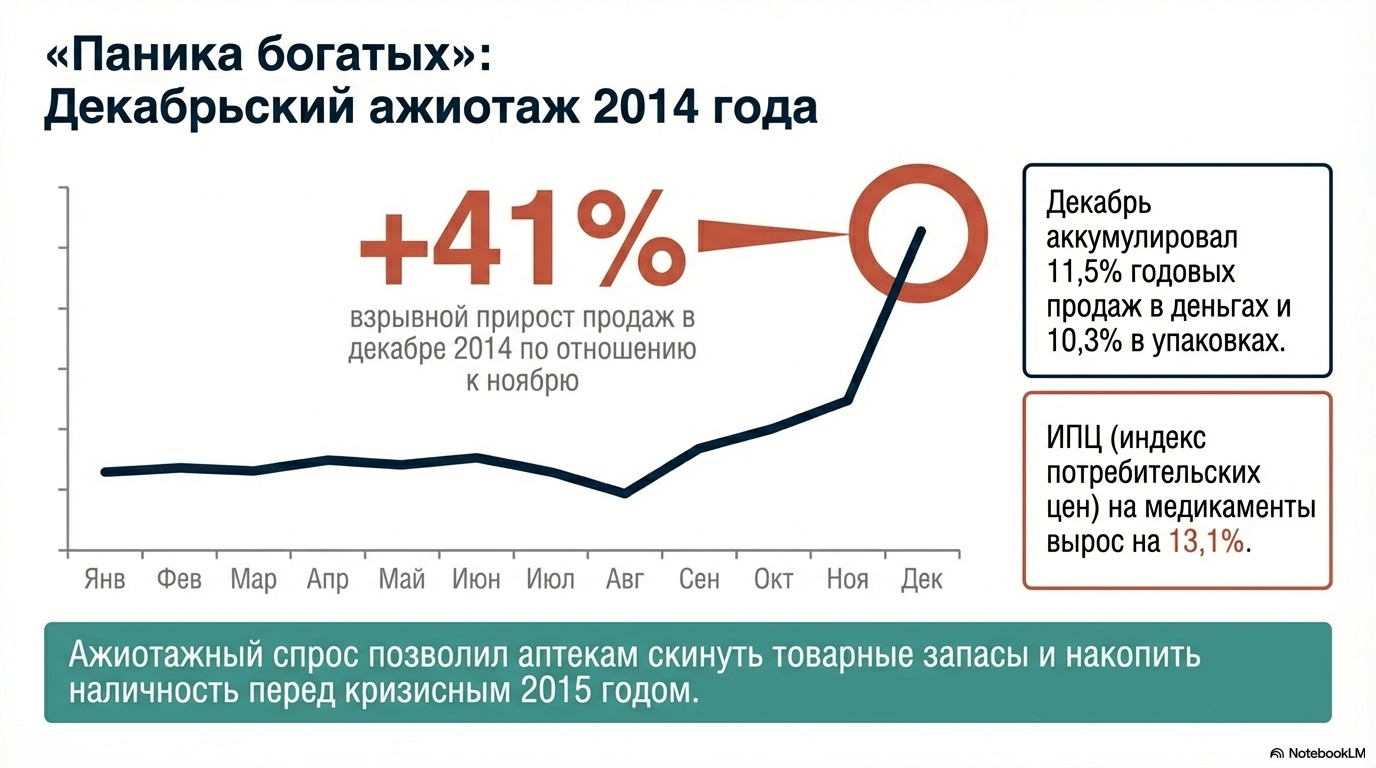 «Паника богатых»:
Декабрьский ажиотаж 2014 года
+41%
взрывной прирост продаж в
декабре 2014 по отношению
к ноябрю
Янв Фев Мар Апр Май Июн Июл Авг Сен Окт Ноя Дек
Декабрь
аккумулировал
11,5% годовых
продаж в деньгах и
10,3% в упаковках.
ИПЦ (индекс
потребительских
цен) на медикаменты
вырос на 13,1%.
Ажиотажный спрос позволил аптекам скинуть товарные запасы и накопить
наличность перед кризисным 2015 годом.
NotebookLM